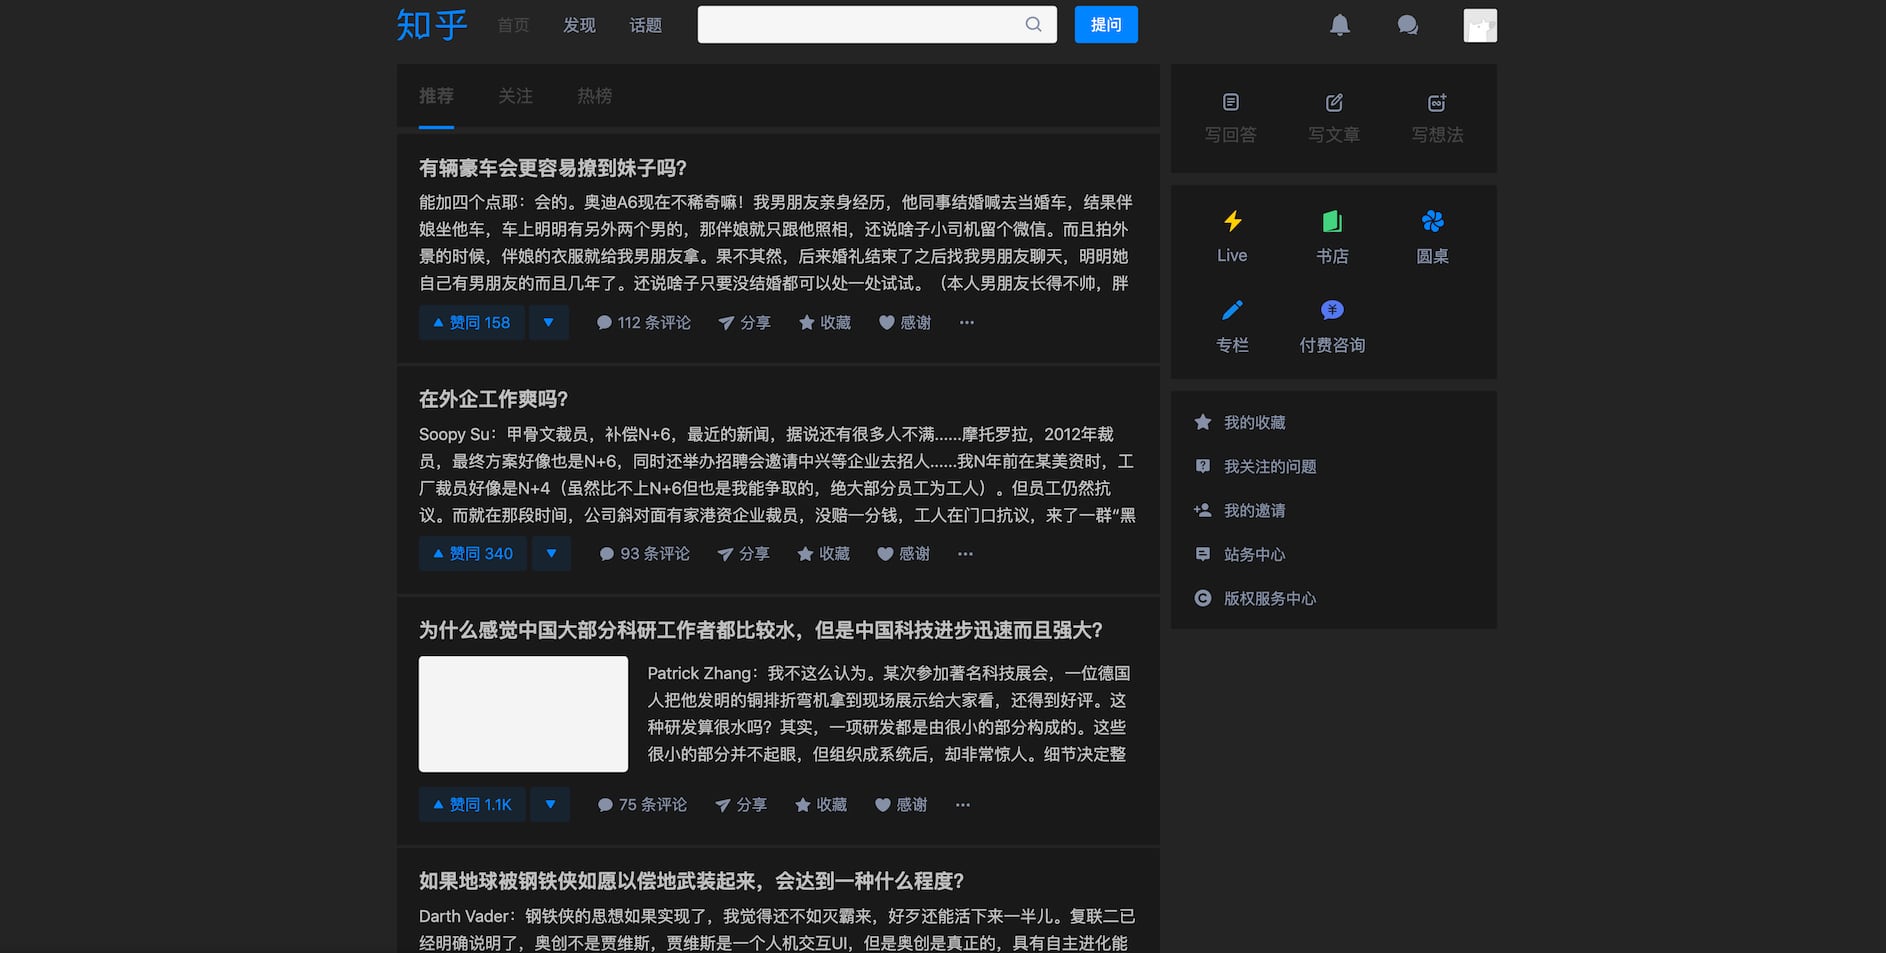 知乎
首页 发现 话题 提问
推荐 关注 热榜
有辆豪车会更容易撩到妹子吗?
能加四个点耶：会的。奥迪A6现在不稀奇嘛！我男朋友亲身经历，他同事结婚喊去当婚车，结果伴
娘坐他车，车上明明有另外两个男的，那伴娘就只跟他照相，还说啥子小司机留个微信。而且拍外
景的时候，伴娘的衣服就给我男朋友拿。果不其然，后来婚礼结束了之后找我男朋友聊天，明明她
自己有男朋友的而且几年了。还说啥子只要没结婚都可以处一处试试。（本人男朋友长得不帅，胖
赞同 158 112 条评论 分享 收藏 感谢 ···
在外企工作爽吗?
Soopy Su：甲骨文裁员，补偿N+6，最近的新闻，据说还有很多人不满......摩托罗拉，2012年裁
员，最终方案好像也是N+6，同时还举办招聘会邀请中兴等企业去招人......我N年前在某美资时，工
厂裁员好像是N+4（虽然比不上N+6但也是我能争取的，绝大部分员工为工人）。但员工仍然抗
议。而就在那段时间，公司斜对面有家港资企业裁员，没赔一分钱，工人在门口抗议，来了一群“黑
赞同 340 93 条评论 分享 收藏 感谢 ···
为什么感觉中国大部分科研工作者都比较水，但是中国科技进步迅速而且强大?
Patrick Zhang：我不这么认为。某次参加著名科技展会，一位德国
人把他发明的铜排折弯机拿到现场展示给大家看，还得到好评。这
种研发算很水吗？其实，一项研发都是由很小的部分构成的。这些
很小的部分并不起眼，但组织成系统后，却非常惊人。细节决定整
赞同 1.1K 75 条评论 分享 收藏 感谢 ···
如果地球被钢铁侠如愿以偿地武装起来，会达到一种什么程度?
Darth Vader：钢铁侠的思想如果实现了，我觉得还不如灭霸来，好歹还能活下来一半儿。复联二已
经明确说明了，奥创不是贾维斯，贾维斯是一个人机交互UI，但是奥创是真正的，具有自主进化能
写回答 写文章 写想法
Live 书店 圆桌
专栏 付费咨询
我的收藏
我关注的问题
我的邀请
站务中心
版权服务中心